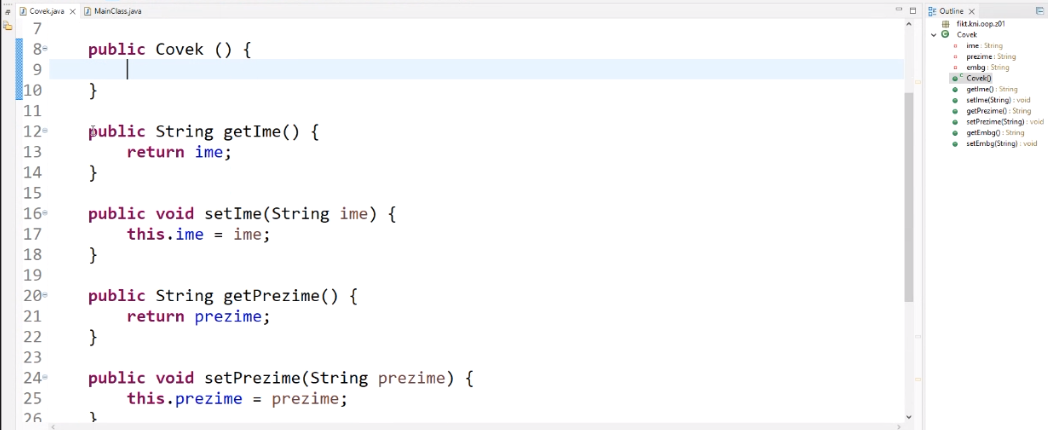 Covek.java
MainClass.java
7
8 public Covek () {
9
10 }
11
12 public String getIme() {
13 return ime;
14 }
15
16 public void setIme(String ime) {
17 this.ime = ime;
18 }
19
20 public String getPrezime() {
21 return prezime;
22 }
23
24 public void setPrezime(String prezime) {
25 this.prezime = prezime;
26 }
Outline
fikt.kni.oop.z01
Covek
ime : String
prezime : String
embg : String
Covek()
getIme() : String
setIme(String) : void
getPrezime() : String
setPrezime(String) : void
getEmbg() : String
setEmbg(String) : void